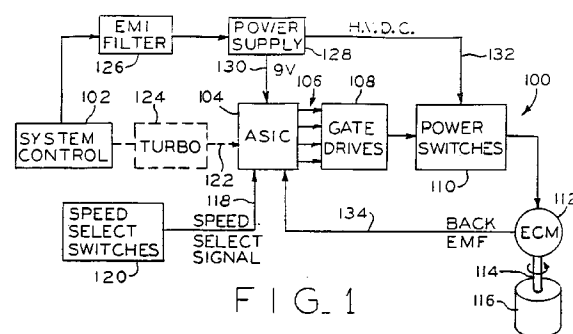 EMI
FILTER
126
POWER
SUPPLY
128
H.V.D.C.
132
130
9V
106
108
100
102
124
104
SYSTEM
CONTROL
TURBO
122
ASIC
GATE
DRIVES
POWER
SWITCHES
110
118
SPEED
SELECT
SWITCHES
120
SPEED
SELECT
SIGNAL
134
BACK
EMF
112
ECM
114
116
FIG. 1